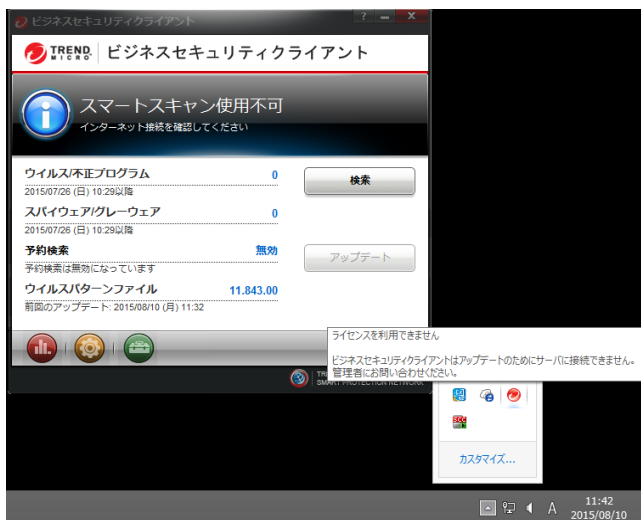 ビジネスセキュリティクライアント
TREND MICRO ビジネスセキュリティクライアント
スマートスキャン使用不可
インターネット接続を確認してください
ウイルス/不正プログラム 0
2015/07/26 (日) 10:29以降
検索
スパイウェア/グレーウェア 0
2015/07/26 (日) 10:29以降
予約検索 無効
予約検索は無効になっています
アップデート
ウイルスパターンファイル 11.843.00
前回のアップデート: 2015/08/10 (月) 11:32
ライセンスを利用できません
ビジネスセキュリティクライアントはアップデートのためにサーバに接続できません。
管理者にお問い合わせください。
SMART PROTECTION NETWORK
カスタマイズ...
A
11:42
2015/08/10